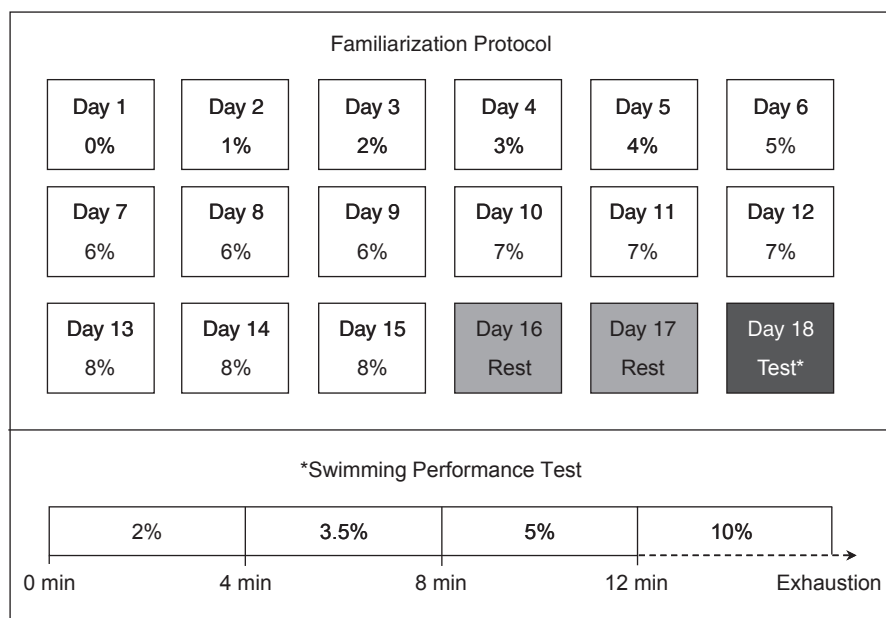 Familiarization Protocol
Day 1 Day 2 Day 3 Day 4 Day 5 Day 6
0% 1% 2% 3% 4% 5%
Day 7 Day 8 Day 9 Day 10 Day 11 Day 12
6% 6% 6% 7% 7% 7%
Day 13 Day 14 Day 15 Day 16 Day 17 Day 18
8% 8% 8% Rest Rest Test*
*Swimming Performance Test
2% 3.5% 5% 10%
0 min 4 min 8 min 12 min Exhaustion